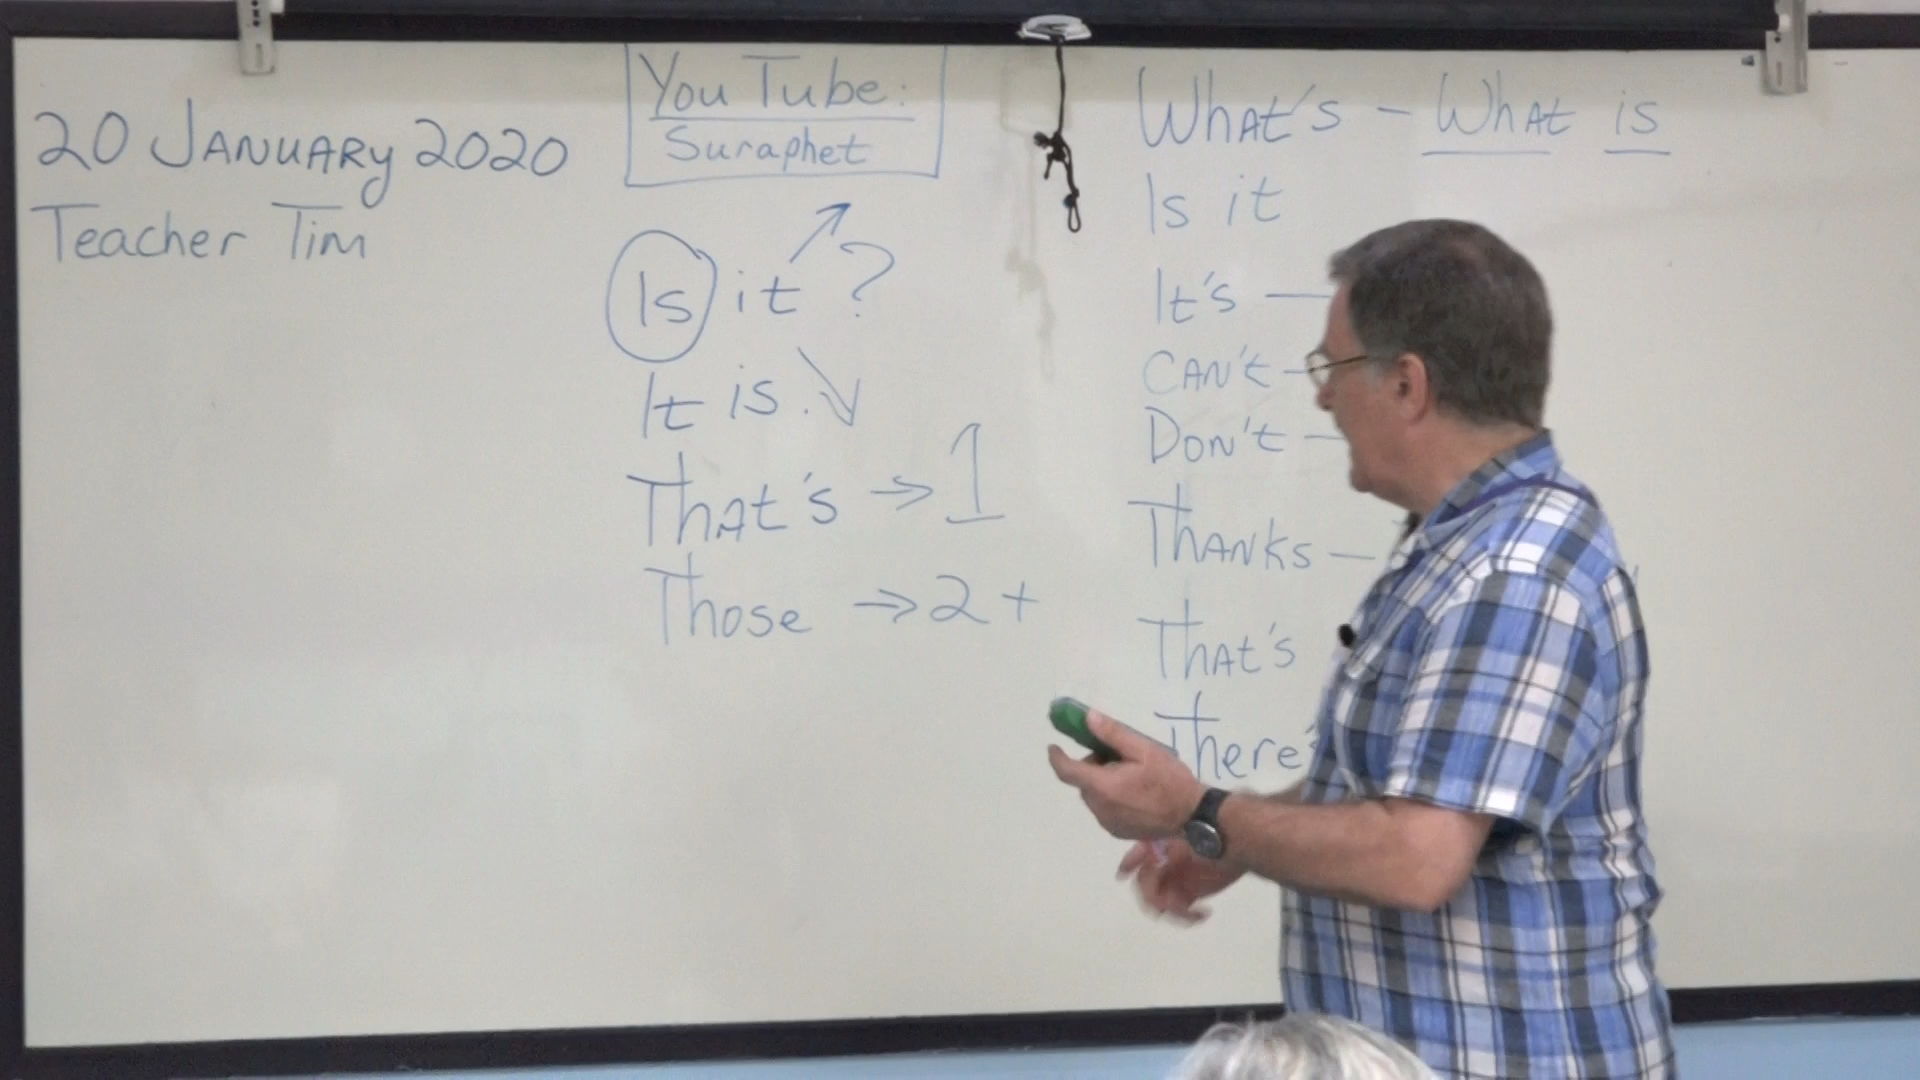 20 JANUARY 2020
Teacher Tim
YouTube:
Suraphet
Is it ?
It is.
That's → 1
Those → 2 +
What's - What is
Is it
It's —
CAN't -
DON't -
THANKS -
That's
There's